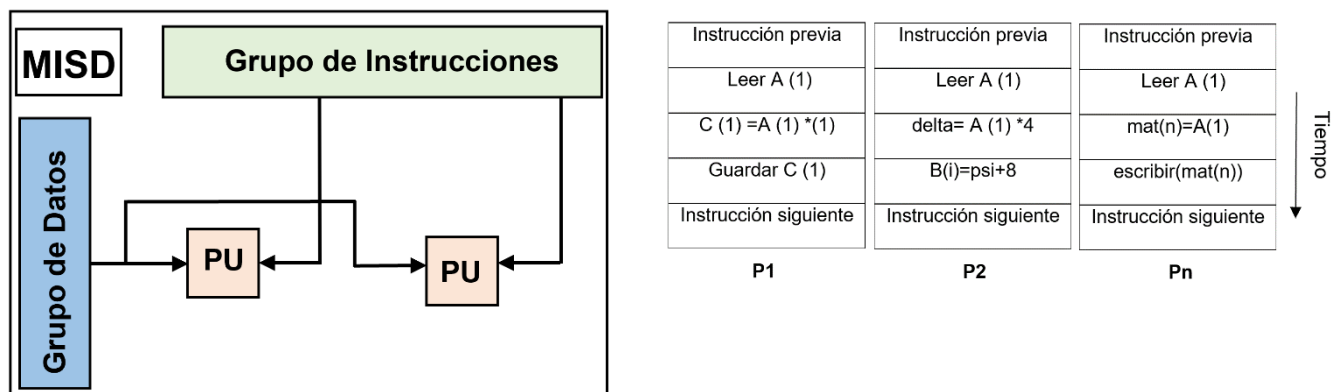 MISD
Grupo de Instrucciones
Grupo de Datos
PU
PU
Instrucción previa
Leer A (1)
C (1) =A (1) *(1)
Guardar C (1)
Instrucción siguiente
P1
Instrucción previa
Leer A (1)
delta= A (1) *4
B(i)=psi+8
Instrucción siguiente
P2
Instrucción previa
Leer A (1)
mat(n)=A(1)
escribir(mat(n))
Instrucción siguiente
Pn
Tiempo